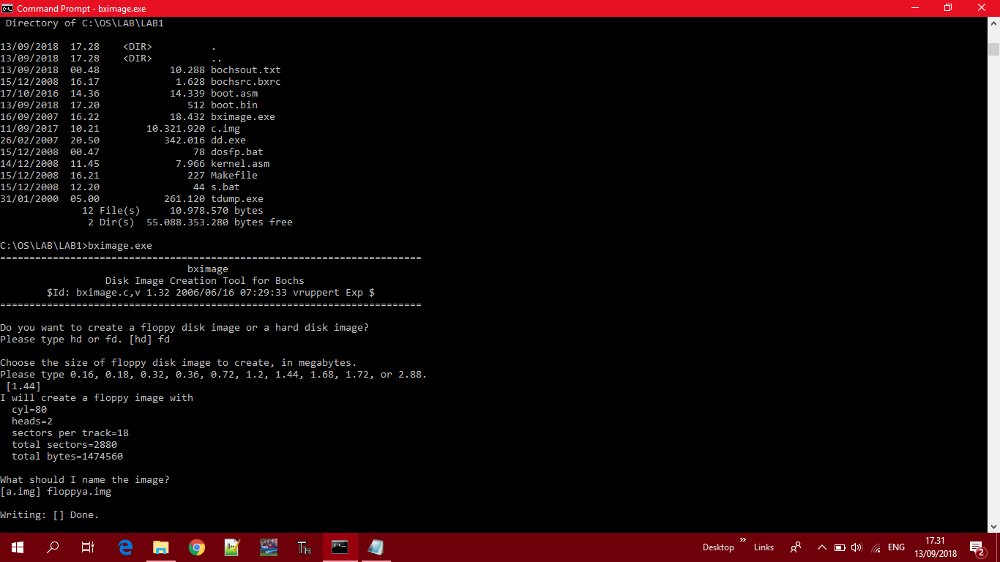 Command Prompt - bximage.exe
Directory of C:\OS\LAB\LAB1
13/09/2018  17.28    <DIR>          .
13/09/2018  17.28    <DIR>          ..
13/09/2018  00.48            10.288 bochsout.txt
15/12/2008  16.17             1.628 bochsrc.bxrc
17/10/2016  14.36            14.339 boot.asm
13/09/2018  17.20               512 boot.bin
16/09/2007  16.22            18.432 bximage.exe
11/09/2017  10.21        10.321.920 c.img
26/02/2007  20.50           342.016 dd.exe
15/12/2008  00.47                78 dosfp.bat
14/12/2008  11.45             7.966 kernel.asm
15/12/2008  16.21               227 Makefile
15/12/2008  12.20                44 s.bat
31/01/2000  05.00           261.120 tdump.exe
12 File(s)     10.978.570 bytes
2 Dir(s)  55.088.353.280 bytes free
C:\OS\LAB\LAB1>bximage.exe
========================================================================
bximage
Disk Image Creation Tool for Bochs
$Id: bximage.c,v 1.32 2006/06/16 07:29:33 vruppert Exp $
========================================================================
Do you want to create a floppy disk image or a hard disk image?
Please type hd or fd. [hd] fd
Choose the size of floppy disk image to create, in megabytes.
Please type 0.16, 0.18, 0.32, 0.36, 0.72, 1.2, 1.44, 1.68, 1.72, or 2.88.
[1.44]
I will create a floppy image with
cyl=80
heads=2
sectors per track=18
total sectors=2880
total bytes=1474560
What should I name the image?
[a.img] floppya.img
Writing: [] Done.
Desktop
Links
ENG
17.31
13/09/2018
2